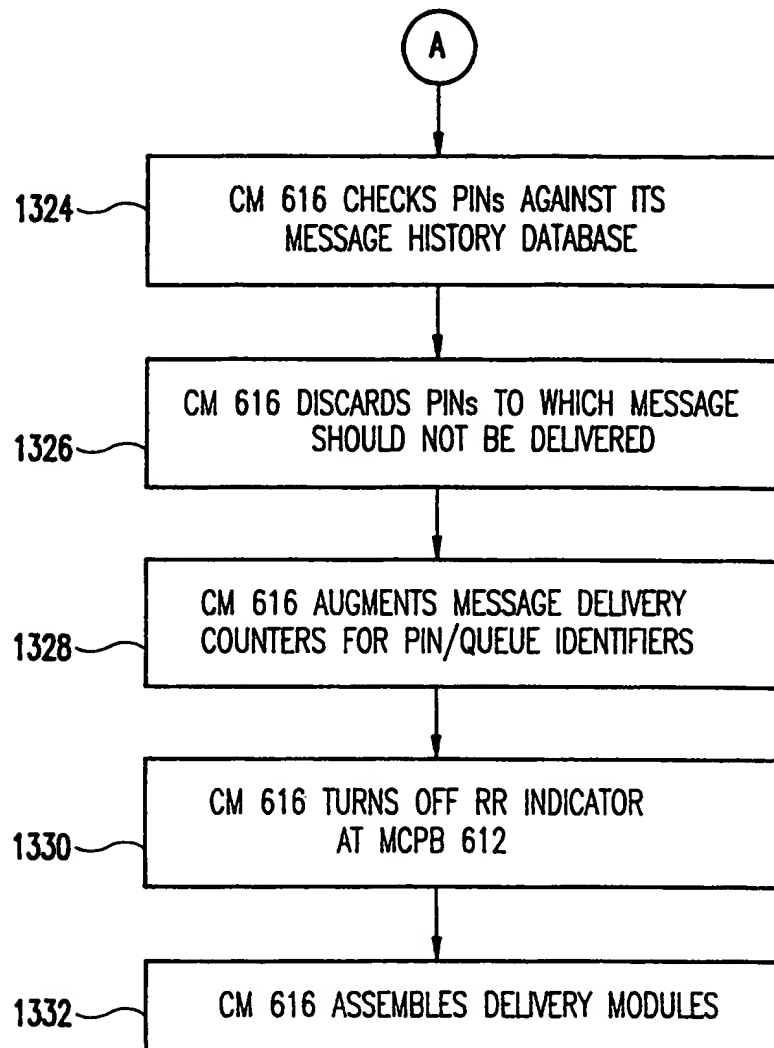 A
1324
CM 616 CHECKS PINs AGAINST ITS
MESSAGE HISTORY DATABASE
1326
CM 616 DISCARDS PINs TO WHICH MESSAGE
SHOULD NOT BE DELIVERED
1328
CM 616 AUGMENTS MESSAGE DELIVERY
COUNTERS FOR PIN/QUEUE IDENTIFIERS
1330
CM 616 TURNS OFF RR INDICATOR
AT MCPB 612
1332
CM 616 ASSEMBLES DELIVERY MODULES